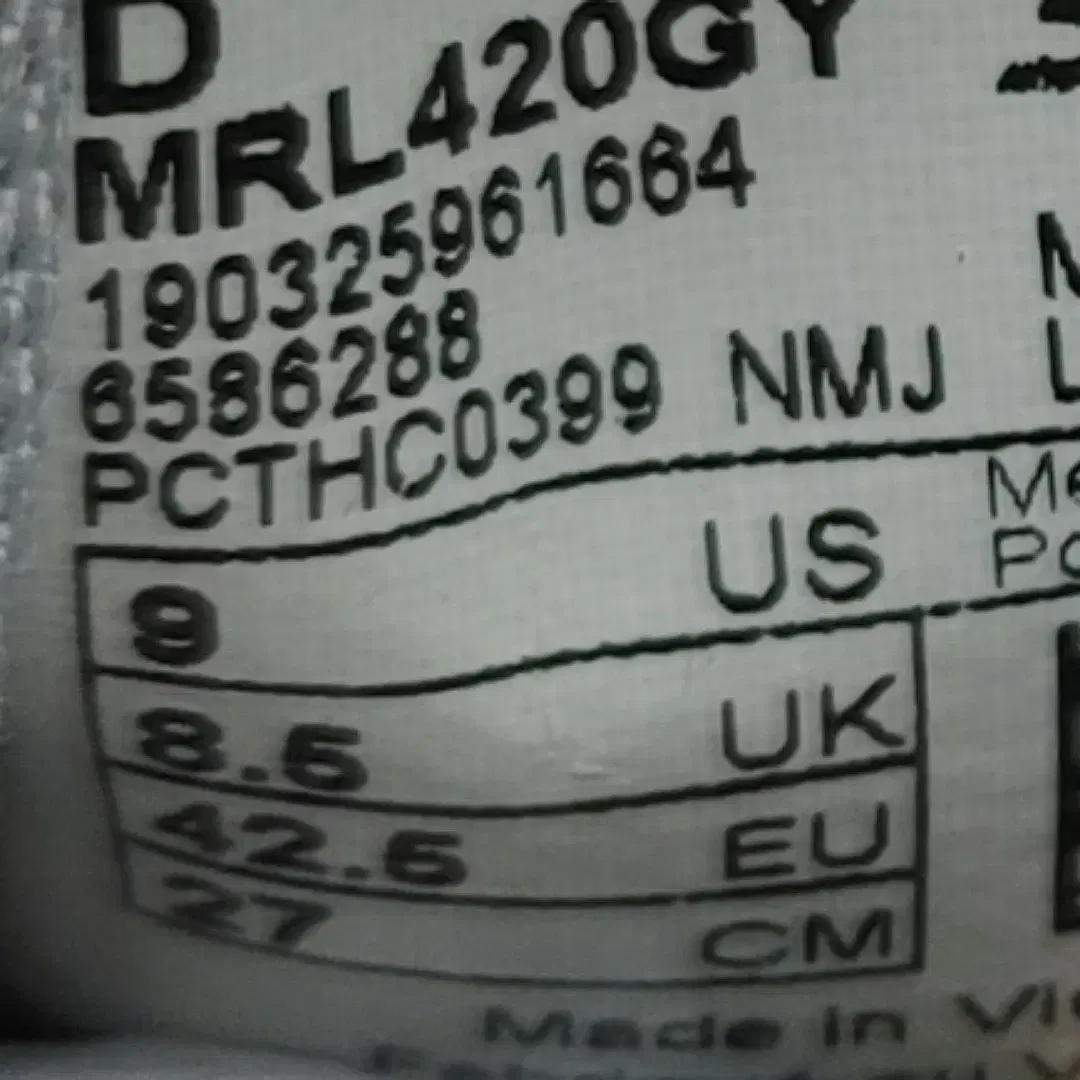 D
MRL420GY
190325961664
6586288
PCTHC0399 NMJ
9 US
8.5 UK
42.5 EU
27 CM
Made in